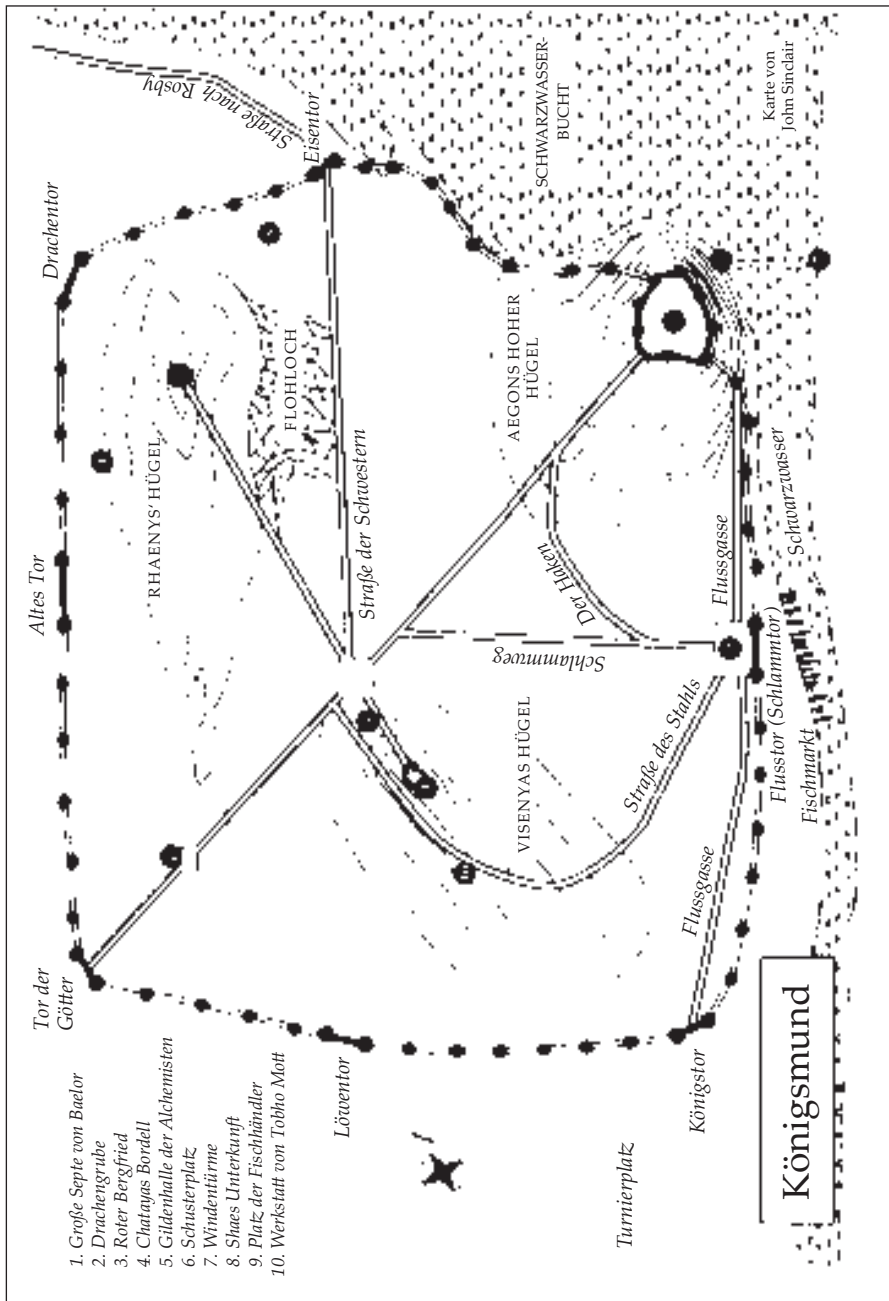 Tor der
Götter
Altes Tor
Drachentor
Straße nach Rosby
Eisentor
RHAENYS' HÜGEL
FLOHLOCH
Straße der Schwestern
SCHWARZWASSER-
BUCHT
1. Große Septe von Baelor
2. Drachengrube
3. Roter Bergfried
4. Chatayas Bordell
5. Gildenhalle der Alchemisten
6. Schusterplatz
7. Windentürme
8. Shaes Unterkunft
9. Platz der Fischhändler
10. Werkstatt von Tobho Mott
Löwentor
VISENYAS HÜGEL
Schlammweg
Der Haken
AEGONS HOHER
HÜGEL
Straße des Stahls
Turnierplatz
Königstor
Flussgasse
Flussgasse
Flusstor (Schlammtor)
Fischmarkt
Schwarzwasser
Karte von
John Sinclair
Königsmund